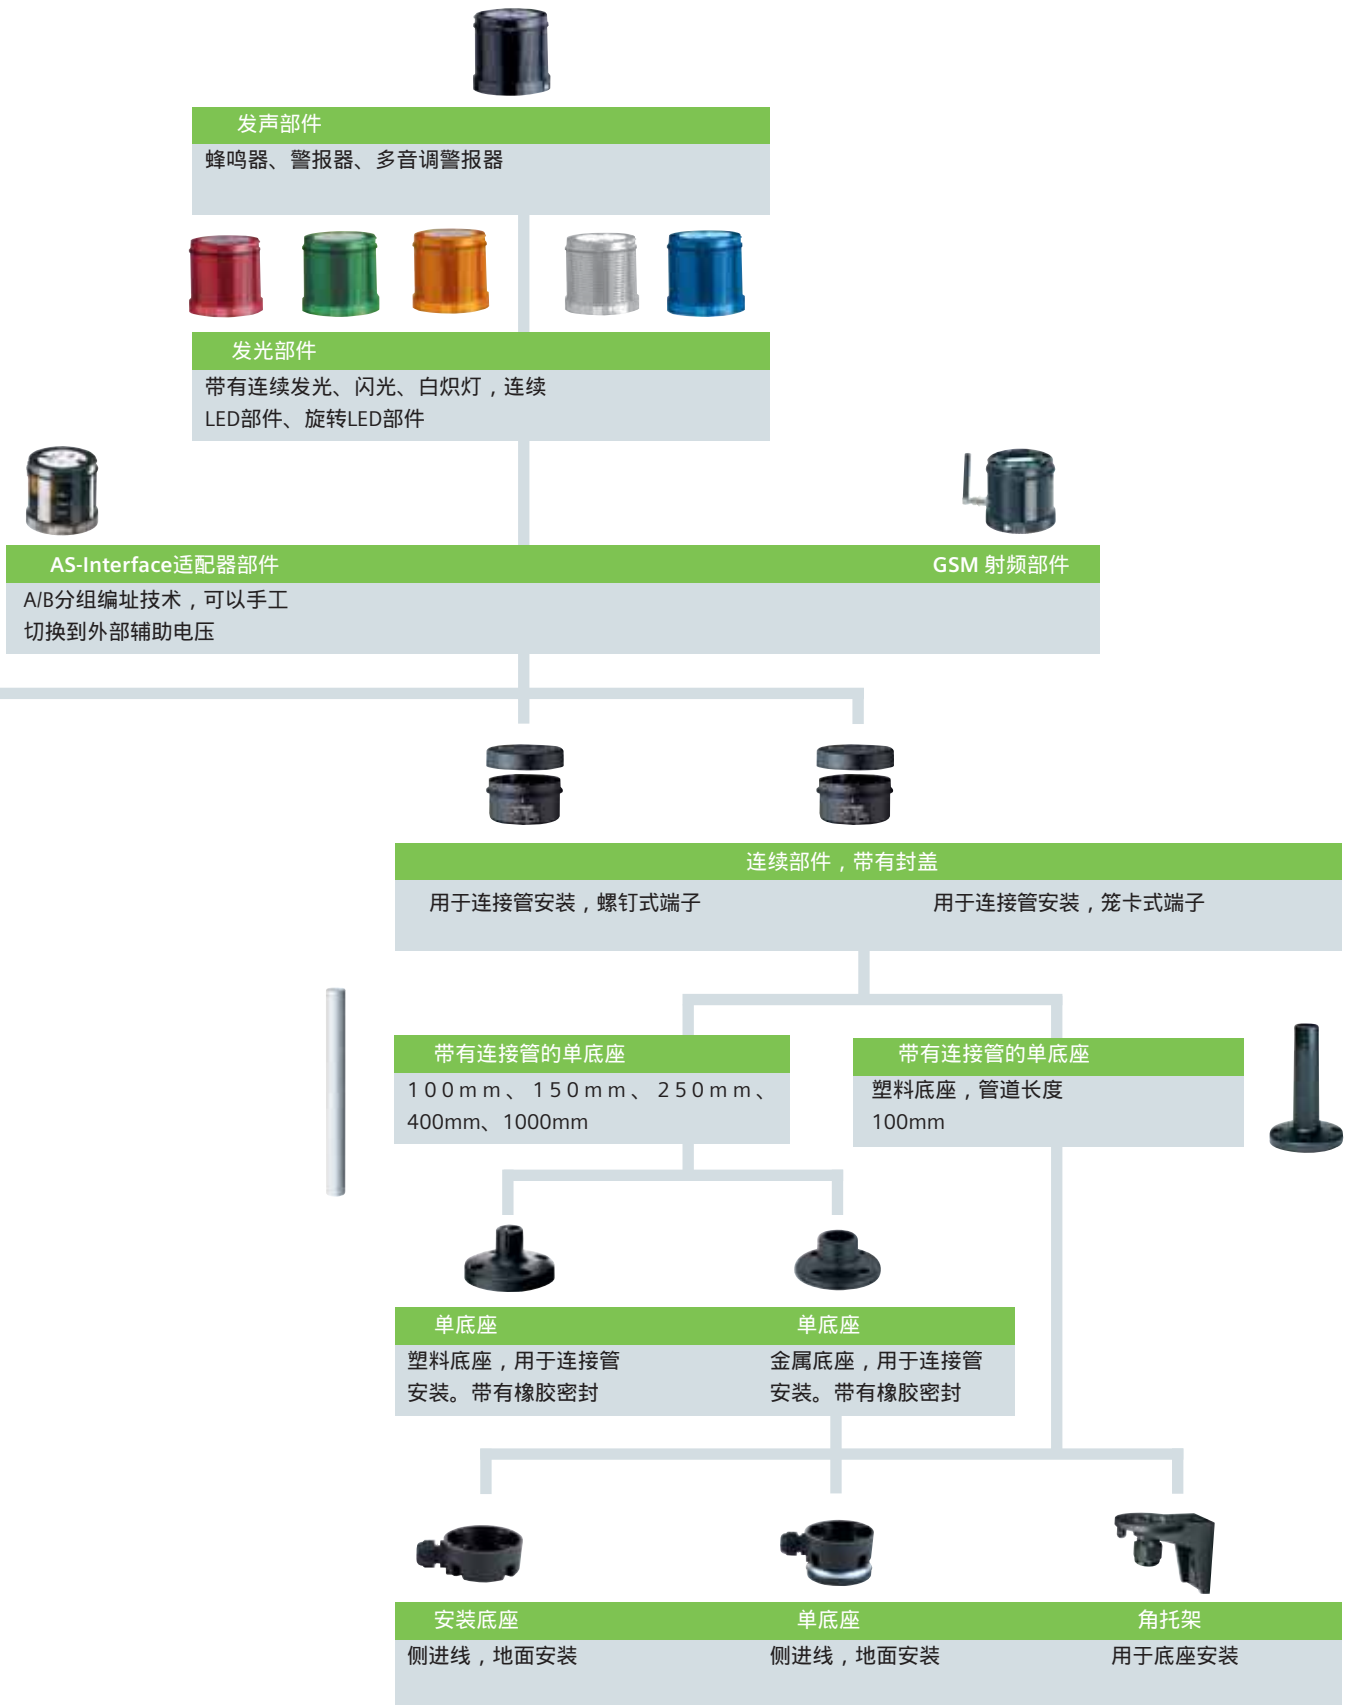 发声部件
蜂鸣器、警报器、多音调警报器
发光部件
带有连续发光、闪光、白炽灯，连续
LED部件、旋转LED部件
AS-Interface适配器部件
GSM 射频部件
A/B分组编址技术，可以手工
切换到外部辅助电压
连续部件，带有封盖
用于连接管安装，螺钉式端子
用于连接管安装，笼卡式端子
带有连接管的单底座
100mm、150mm、250mm、
400mm、1000mm
带有连接管的单底座
塑料底座，管道长度
100mm
单底座
塑料底座，用于连接管
安装。带有橡胶密封
单底座
金属底座，用于连接管
安装。带有橡胶密封
安装底座
侧进线，地面安装
单底座
侧进线，地面安装
角托架
用于底座安装